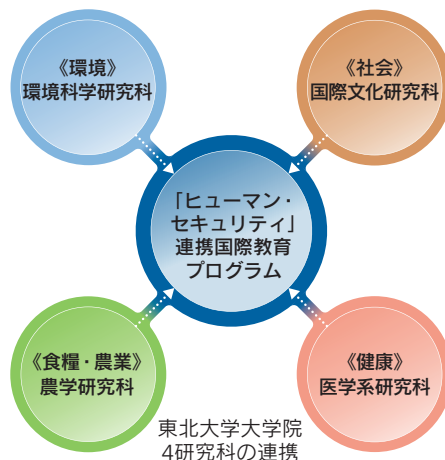 《環境》
環境科学研究科
《社会》
国際文化研究科
「ヒューマン・
セキュリティ」
連携国際教育
プログラム
《食糧・農業》
農学研究科
《健康》
医学系研究科
東北大学大学院
4研究科の連携